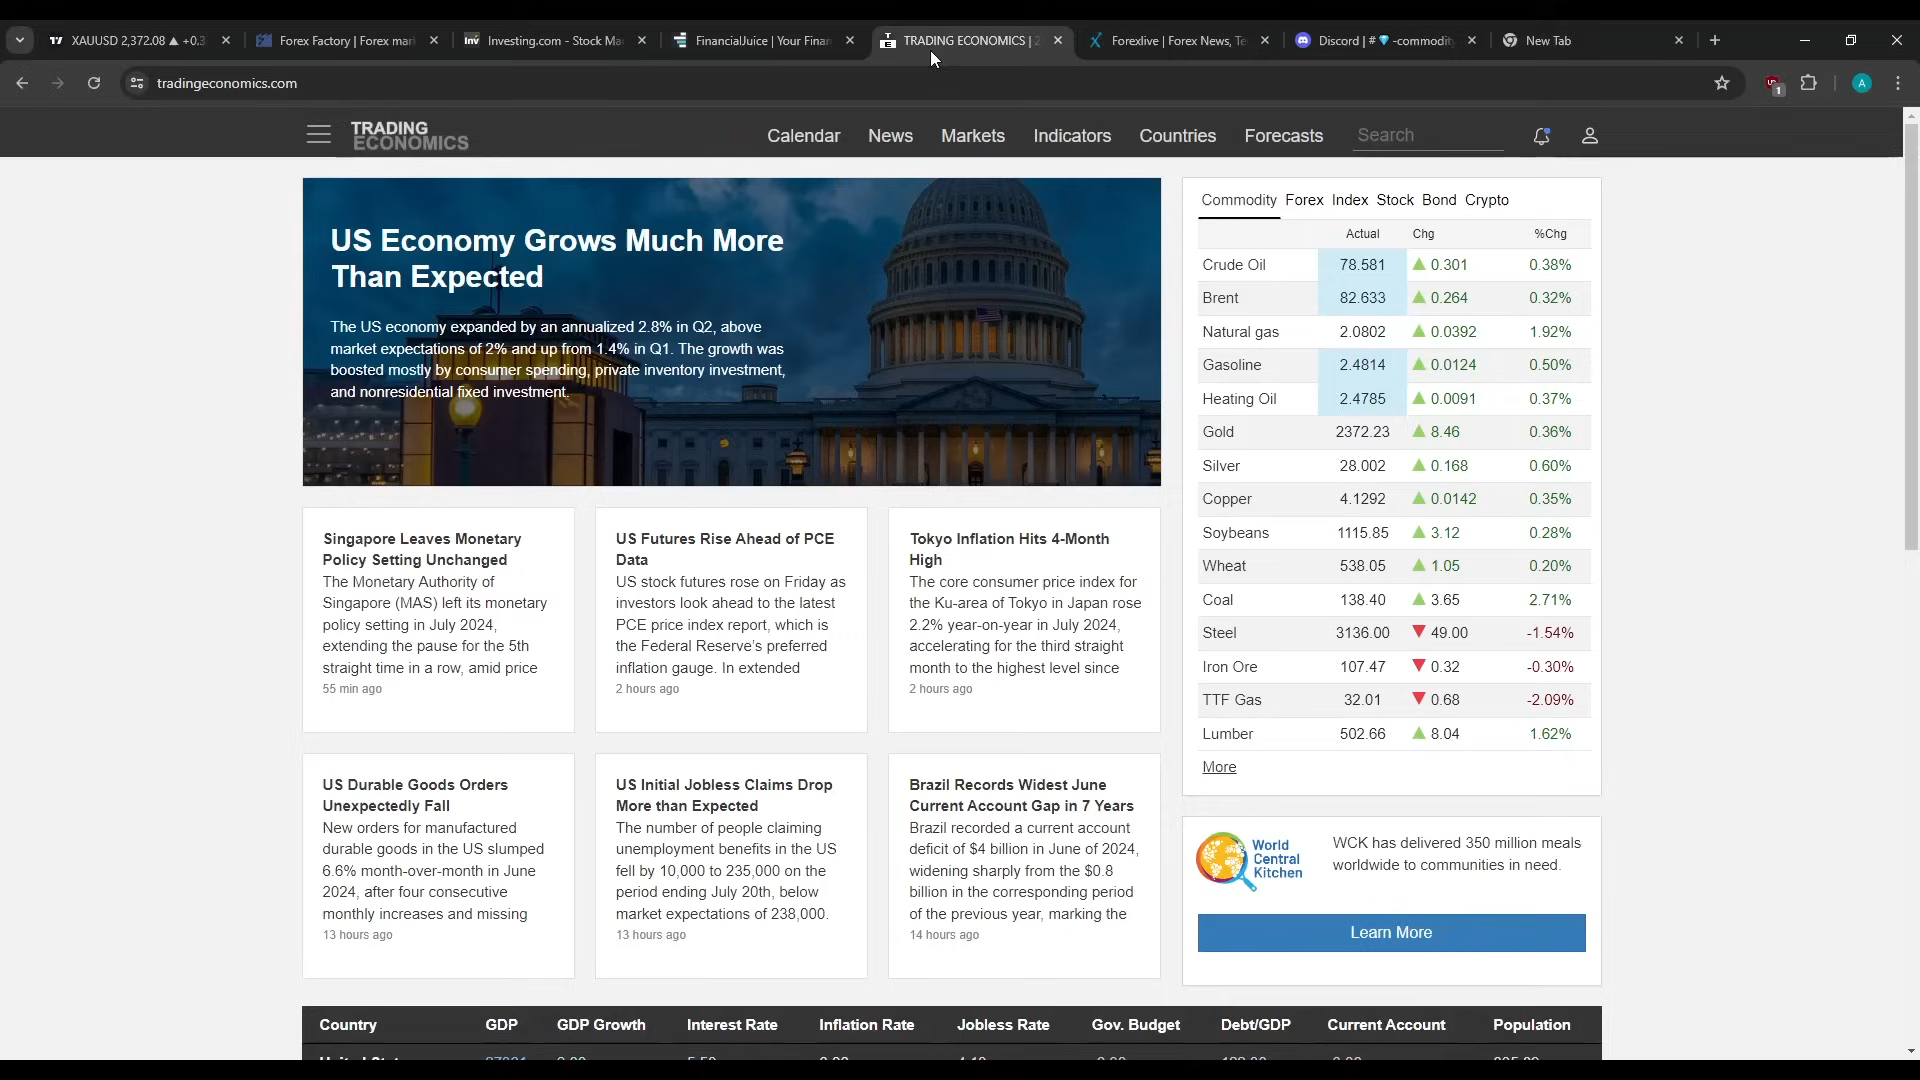 XAUUSD 2,372.08 ▲ +0.3
Forex Factory | Forex mar
Investing.com - Stock Ma
FinancialJuice | Your Finan
TRADING ECONOMICS | 2
Forexlive | Forex News, Te
Discord | #💎-commodity
New Tab
tradingeconomics.com
A
1
TRADING
ECONOMICS
Calendar
News
Markets
Indicators
Countries
Forecasts
Search
US Economy Grows Much More
Than Expected
The US economy expanded by an annualized 2.8% in Q2, above
market expectations of 2% and up from 1.4% in Q1. The growth was
boosted mostly by consumer spending, private inventory investment,
and nonresidential fixed investment.
Singapore Leaves Monetary
Policy Setting Unchanged
The Monetary Authority of
Singapore (MAS) left its monetary
policy setting in July 2024,
extending the pause for the 5th
straight time in a row, amid price
55 min ago
US Futures Rise Ahead of PCE
Data
US stock futures rose on Friday as
investors look ahead to the latest
PCE price index report, which is
the Federal Reserve's preferred
inflation gauge. In extended
2 hours ago
Tokyo Inflation Hits 4-Month
High
The core consumer price index for
the Ku-area of Tokyo in Japan rose
2.2% year-on-year in July 2024,
accelerating for the third straight
month to the highest level since
2 hours ago
US Durable Goods Orders
Unexpectedly Fall
New orders for manufactured
durable goods in the US slumped
6.6% month-over-month in June
2024, after four consecutive
monthly increases and missing
13 hours ago
US Initial Jobless Claims Drop
More than Expected
The number of people claiming
unemployment benefits in the US
fell by 10,000 to 235,000 on the
period ending July 20th, below
market expectations of 238,000.
13 hours ago
Brazil Records Widest June
Current Account Gap in 7 Years
Brazil recorded a current account
deficit of $4 billion in June of 2024,
widening sharply from the $0.8
billion in the corresponding period
of the previous year, marking the
14 hours ago
Commodity Forex Index Stock Bond Crypto
Actual Chg %Chg
Crude Oil 78.581 ▲ 0.301 0.38%
Brent 82.633 ▲ 0.264 0.32%
Natural gas 2.0802 ▲ 0.0392 1.92%
Gasoline 2.4814 ▲ 0.0124 0.50%
Heating Oil 2.4785 ▲ 0.0091 0.37%
Gold 2372.23 ▲ 8.46 0.36%
Silver 28.002 ▲ 0.168 0.60%
Copper 4.1292 ▲ 0.0142 0.35%
Soybeans 1115.85 ▲ 3.12 0.28%
Wheat 538.05 ▲ 1.05 0.20%
Coal 138.40 ▲ 3.65 2.71%
Steel 3136.00 ▼ 49.00 -1.54%
Iron Ore 107.47 ▼ 0.32 -0.30%
TTF Gas 32.01 ▼ 0.68 -2.09%
Lumber 502.66 ▲ 8.04 1.62%
More
World
Central
Kitchen
WCK has delivered 350 million meals
worldwide to communities in need.
Learn More
Country GDP GDP Growth Interest Rate Inflation Rate Jobless Rate Gov. Budget Debt/GDP Current Account Population